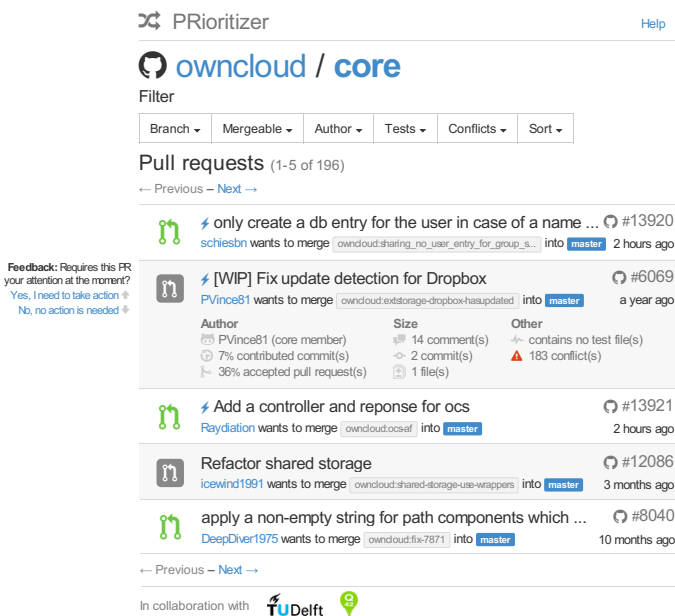 PRioritizer
Help
owncloud / core
Filter
Branch
Mergeable
Author
Tests
Conflicts
Sort
Pull requests (1-5 of 196)
← Previous – Next →
only create a db entry for the user in case of a name ... #13920
schiesbn wants to merge owncloud:sharing_no_user_entry_for_group_s... into master 2 hours ago
Feedback: Requires this PR
your attention at the moment?
Yes, I need to take action
No, no action is needed
[WIP] Fix update detection for Dropbox #6069
PVince81 wants to merge owncloud:extstorage-dropbox-hasupdated into master a year ago
Author Size Other
PVince81 (core member) 14 comment(s) contains no test file(s)
7% contributed commit(s) 2 commit(s) 183 conflict(s)
36% accepted pull request(s) 1 file(s)
Add a controller and reponse for ocs #13921
Raydiation wants to merge owncloud:ocs-af into master 2 hours ago
Refactor shared storage #12086
icewind1991 wants to merge owncloud:shared-storage-use-wrappers into master 3 months ago
apply a non-empty string for path components which ... #8040
DeepDiver1975 wants to merge owncloud:fix-7871 into master 10 months ago
← Previous – Next →
In collaboration with TUDelft